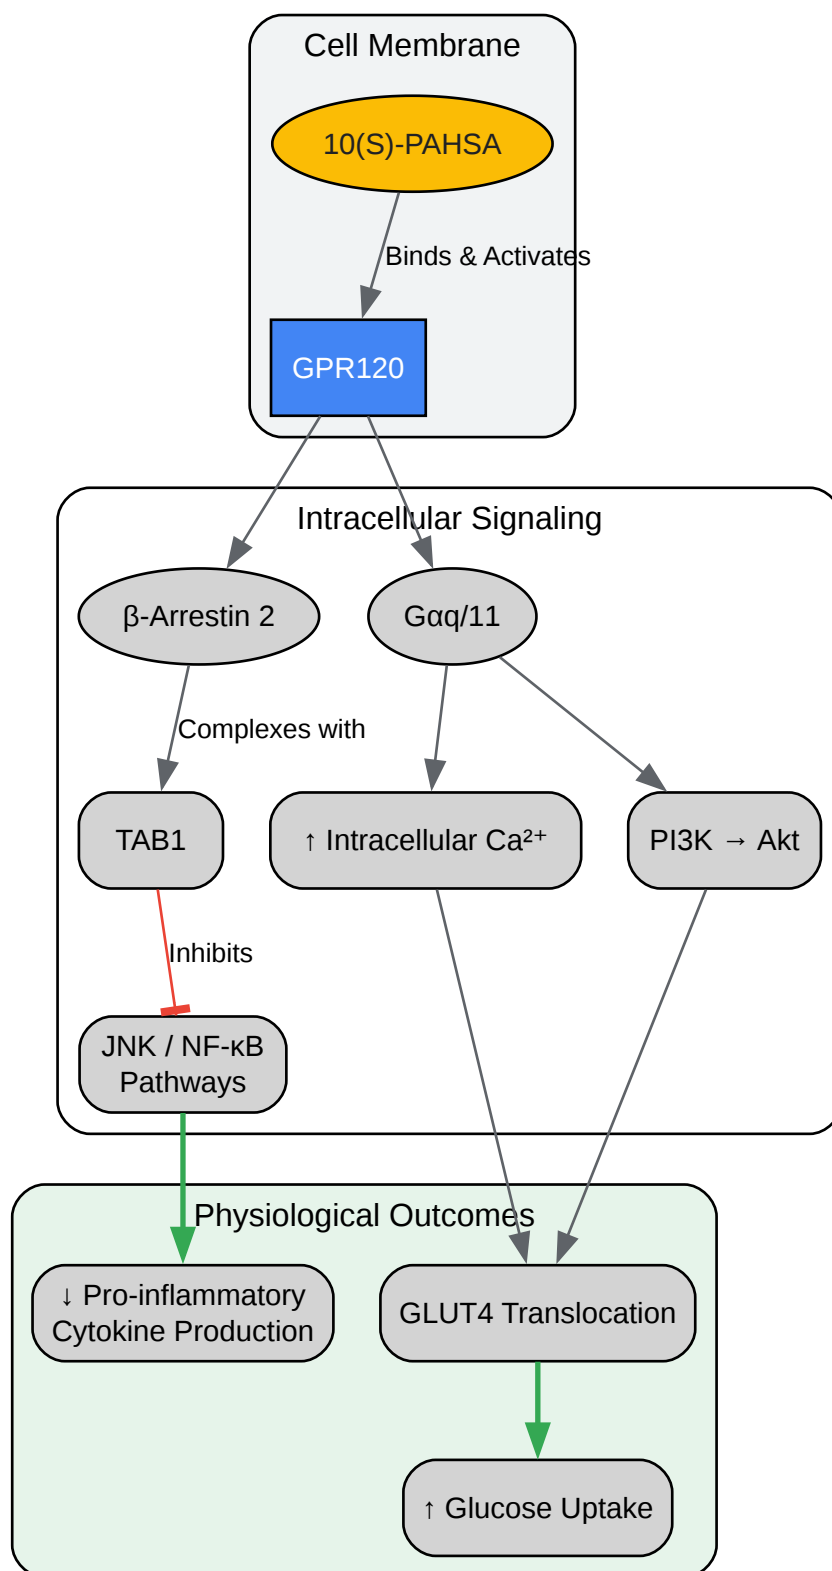 Cell Membrane
10(S)-PAHSA
Binds & Activates
GPR120
Intracellular Signaling
β-Arrestin 2
Gαq/11
Complexes with
TAB1
↑ Intracellular Ca²⁺
PI3K → Akt
Inhibits
JNK / NF-κB
Pathways
Physiological Outcomes
↓ Pro-inflammatory
Cytokine Production
GLUT4 Translocation
↑ Glucose Uptake